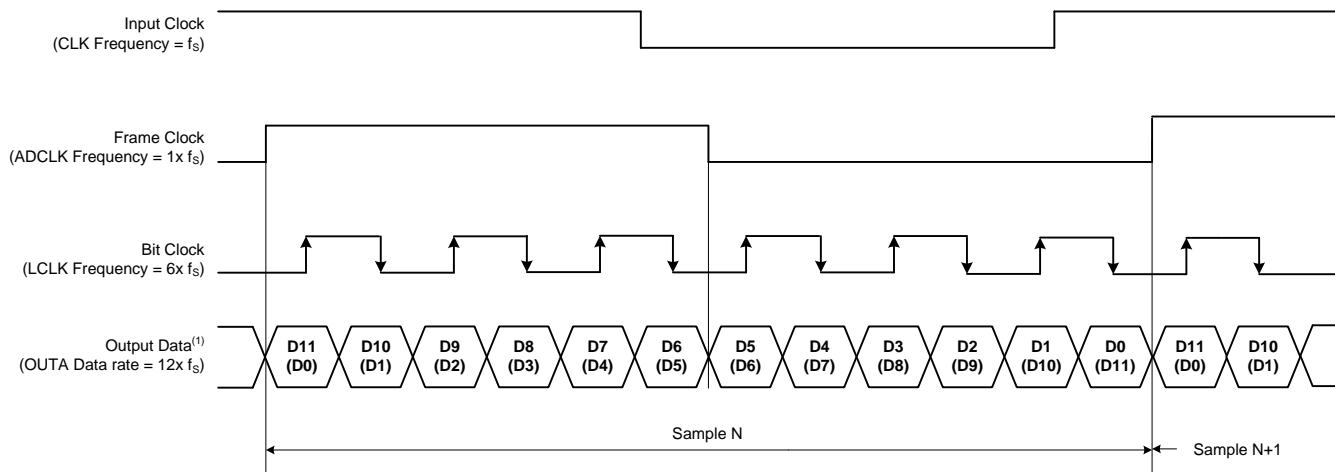 Input Clock
(CLK Frequency = fS)
Frame Clock
(ADCLK Frequency = 1x fS)
Bit Clock
(LCLK Frequency = 6x fS)
Output Data(1)
(OUTA Data rate = 12x fS)
D11 D10 D9 D8 D7 D6 D5 D4 D3 D2 D1 D0 D11 D10
(D0) (D1) (D2) (D3) (D4) (D5) (D6) (D7) (D8) (D9) (D10) (D11) (D0) (D1)
Sample N
Sample N+1